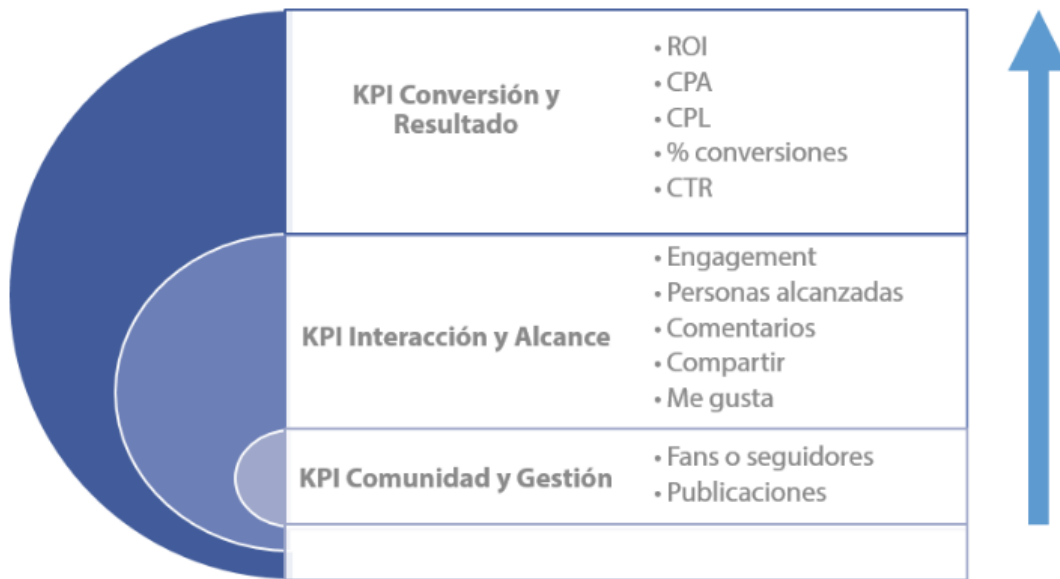 KPI Conversión y
Resultado
• ROI
• CPA
• CPL
• % conversiones
• CTR
KPI Interacción y Alcance
• Engagement
• Personas alcanzadas
• Comentarios
• Compartir
• Me gusta
KPI Comunidad y Gestión
• Fans o seguidores
• Publicaciones